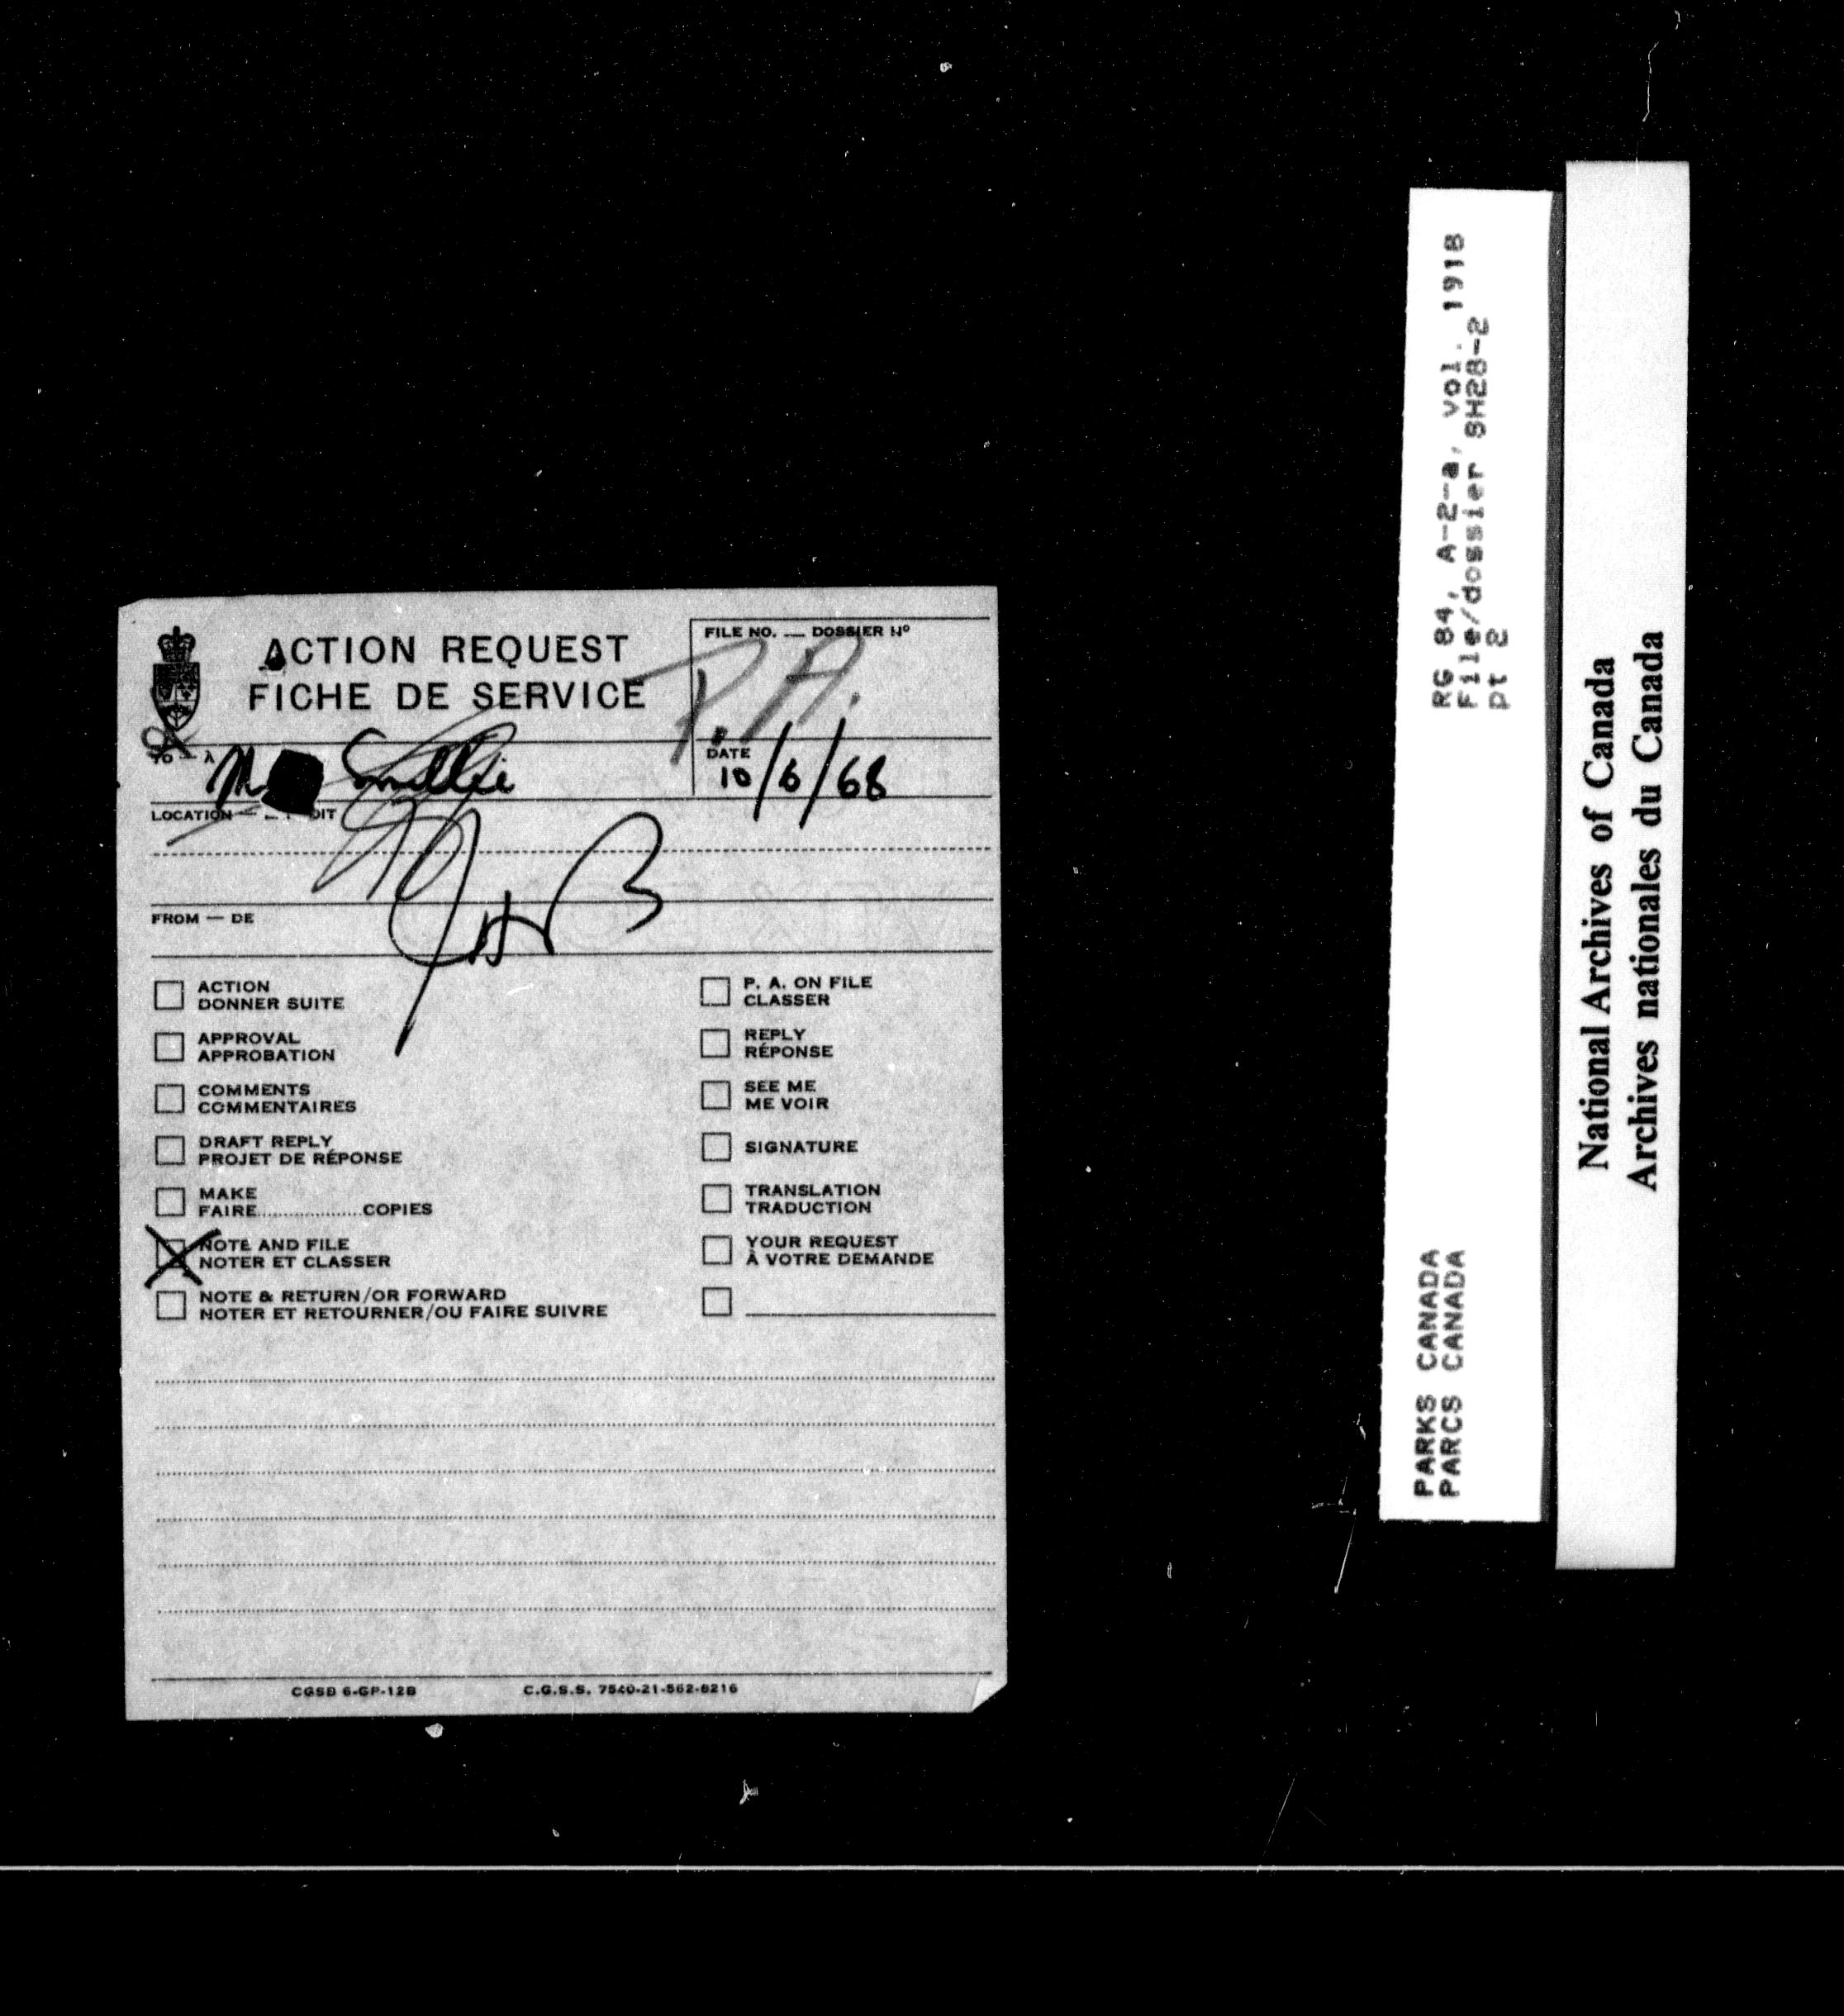 ACTION REQUEST
FICHE DE SERVICE
FILE NO. — DOSSIER Nº
P.A.
TO — À
DATE
10/6/68
LOCATION —
FROM — DE
ACTION
DONNER SUITE
APPROVAL
APPROBATION
COMMENTS
COMMENTAIRES
DRAFT REPLY
PROJET DE RÉPONSE
MAKE
FAIRE..................COPIES
NOTE AND FILE
NOTER ET CLASSER
NOTE & RETURN/OR FORWARD
NOTER ET RETOURNER/OU FAIRE SUIVRE
P. A. ON FILE
CLASSER
REPLY
RÉPONSE
SEE ME
ME VOIR
SIGNATURE
TRANSLATION
TRADUCTION
YOUR REQUEST
À VOTRE DEMANDE
CGSB 6-GP-12B C.G.S.S. 7540-21-862-8216
PARKS CANADA RG 84, A-2-a, vol. 1918
PARCS CANADA File/dossier 8H28-2
pt 2
National Archives of Canada
Archives nationales du Canada